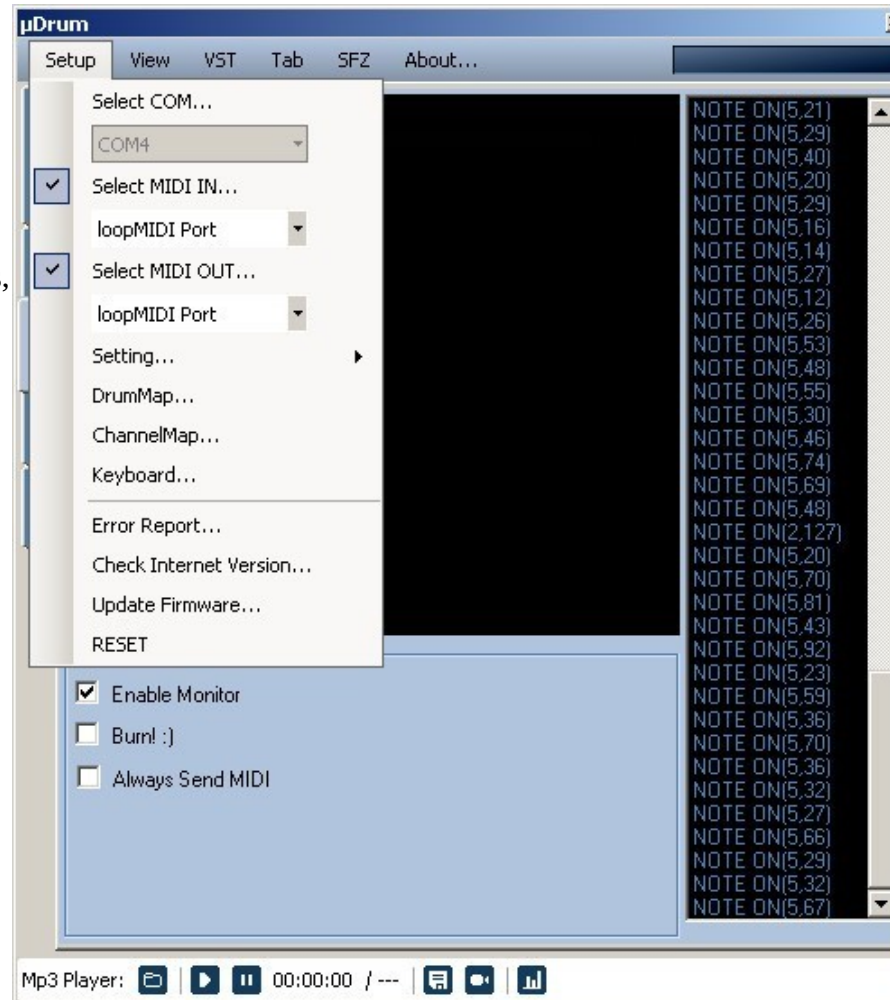 µDrum
Setup View VST Tab SFZ About...
Select COM...
COM4
Select MIDI IN...
loopMIDI Port
Select MIDI OUT...
loopMIDI Port
Setting...
DrumMap...
ChannelMap...
Keyboard...
Error Report...
Check Internet Version...
Update Firmware...
RESET
Enable Monitor
Burn! :)
Always Send MIDI
NOTE ON(5,21)
NOTE ON(5,29)
NOTE ON(5,40)
NOTE ON(5,20)
NOTE ON(5,29)
NOTE ON(5,16)
NOTE ON(5,14)
NOTE ON(5,27)
NOTE ON(5,12)
NOTE ON(5,26)
NOTE ON(5,53)
NOTE ON(5,48)
NOTE ON(5,55)
NOTE ON(5,30)
NOTE ON(5,46)
NOTE ON(5,74)
NOTE ON(5,69)
NOTE ON(5,48)
NOTE ON(2,127)
NOTE ON(5,20)
NOTE ON(5,70)
NOTE ON(5,81)
NOTE ON(5,43)
NOTE ON(5,92)
NOTE ON(5,23)
NOTE ON(5,59)
NOTE ON(5,36)
NOTE ON(5,70)
NOTE ON(5,36)
NOTE ON(5,32)
NOTE ON(5,27)
NOTE ON(5,66)
NOTE ON(5,29)
NOTE ON(5,32)
NOTE ON(5,67)
Mp3 Player: 00:00:00 / ---